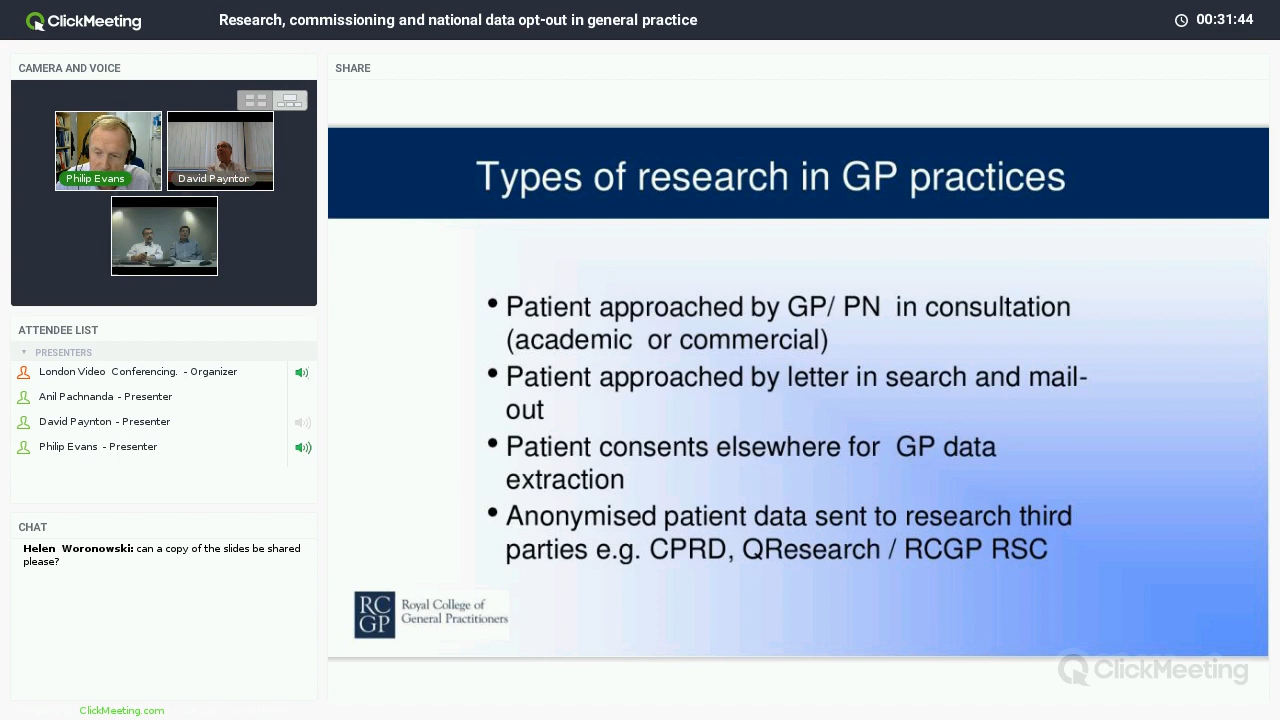 ClickMeeting
Research, commissioning and national data opt-out in general practice
00:31:44
CAMERA AND VOICE
Philip Evans
David Payntor
ATTENDEE LIST
PRESENTERS
London Video Conferencing. - Organizer
Anil Pachnanda - Presenter
David Paynton - Presenter
Philip Evans - Presenter
CHAT
Helen Woronowski: can a copy of the slides be shared
please?
ClickMeeting.com
SHARE
Types of research in GP practices
• Patient approached by GP/ PN in consultation
(academic or commercial)
• Patient approached by letter in search and mail-
out
• Patient consents elsewhere for GP data
extraction
• Anonymised patient data sent to research third
parties e.g. CPRD, QResearch / RCGP RSC
RC
GP
Royal College of
General Practitioners
ClickMeeting